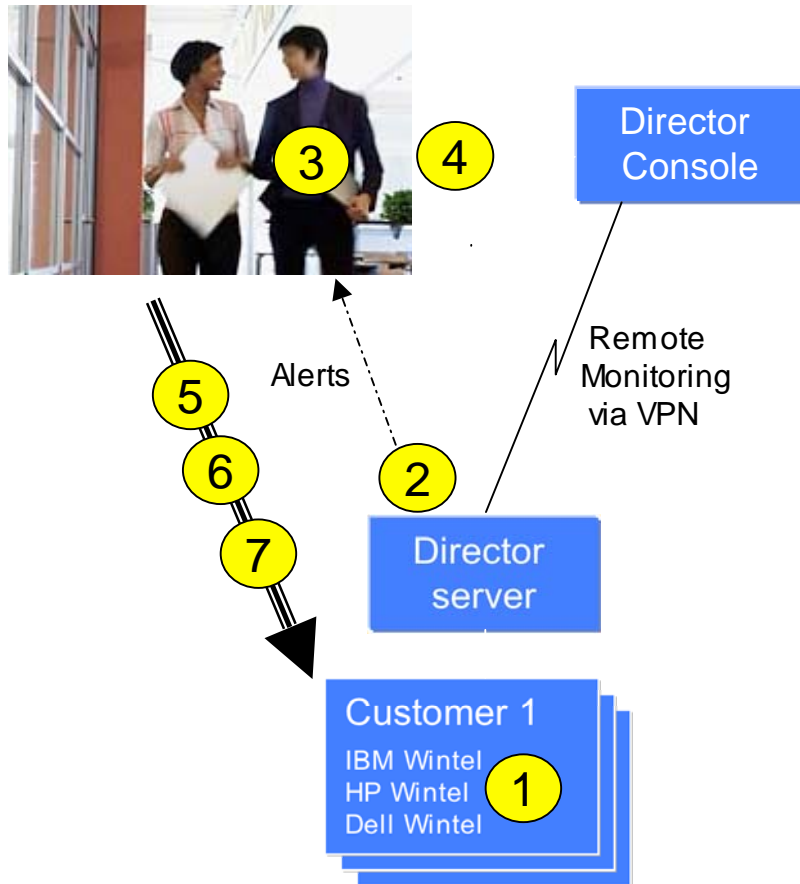 3
4
Director
Console
Remote
Monitoring
via VPN
Alerts
5
6
7
2
Director
server
Customer 1
IBM Wintel
HP Wintel
Dell Wintel
1